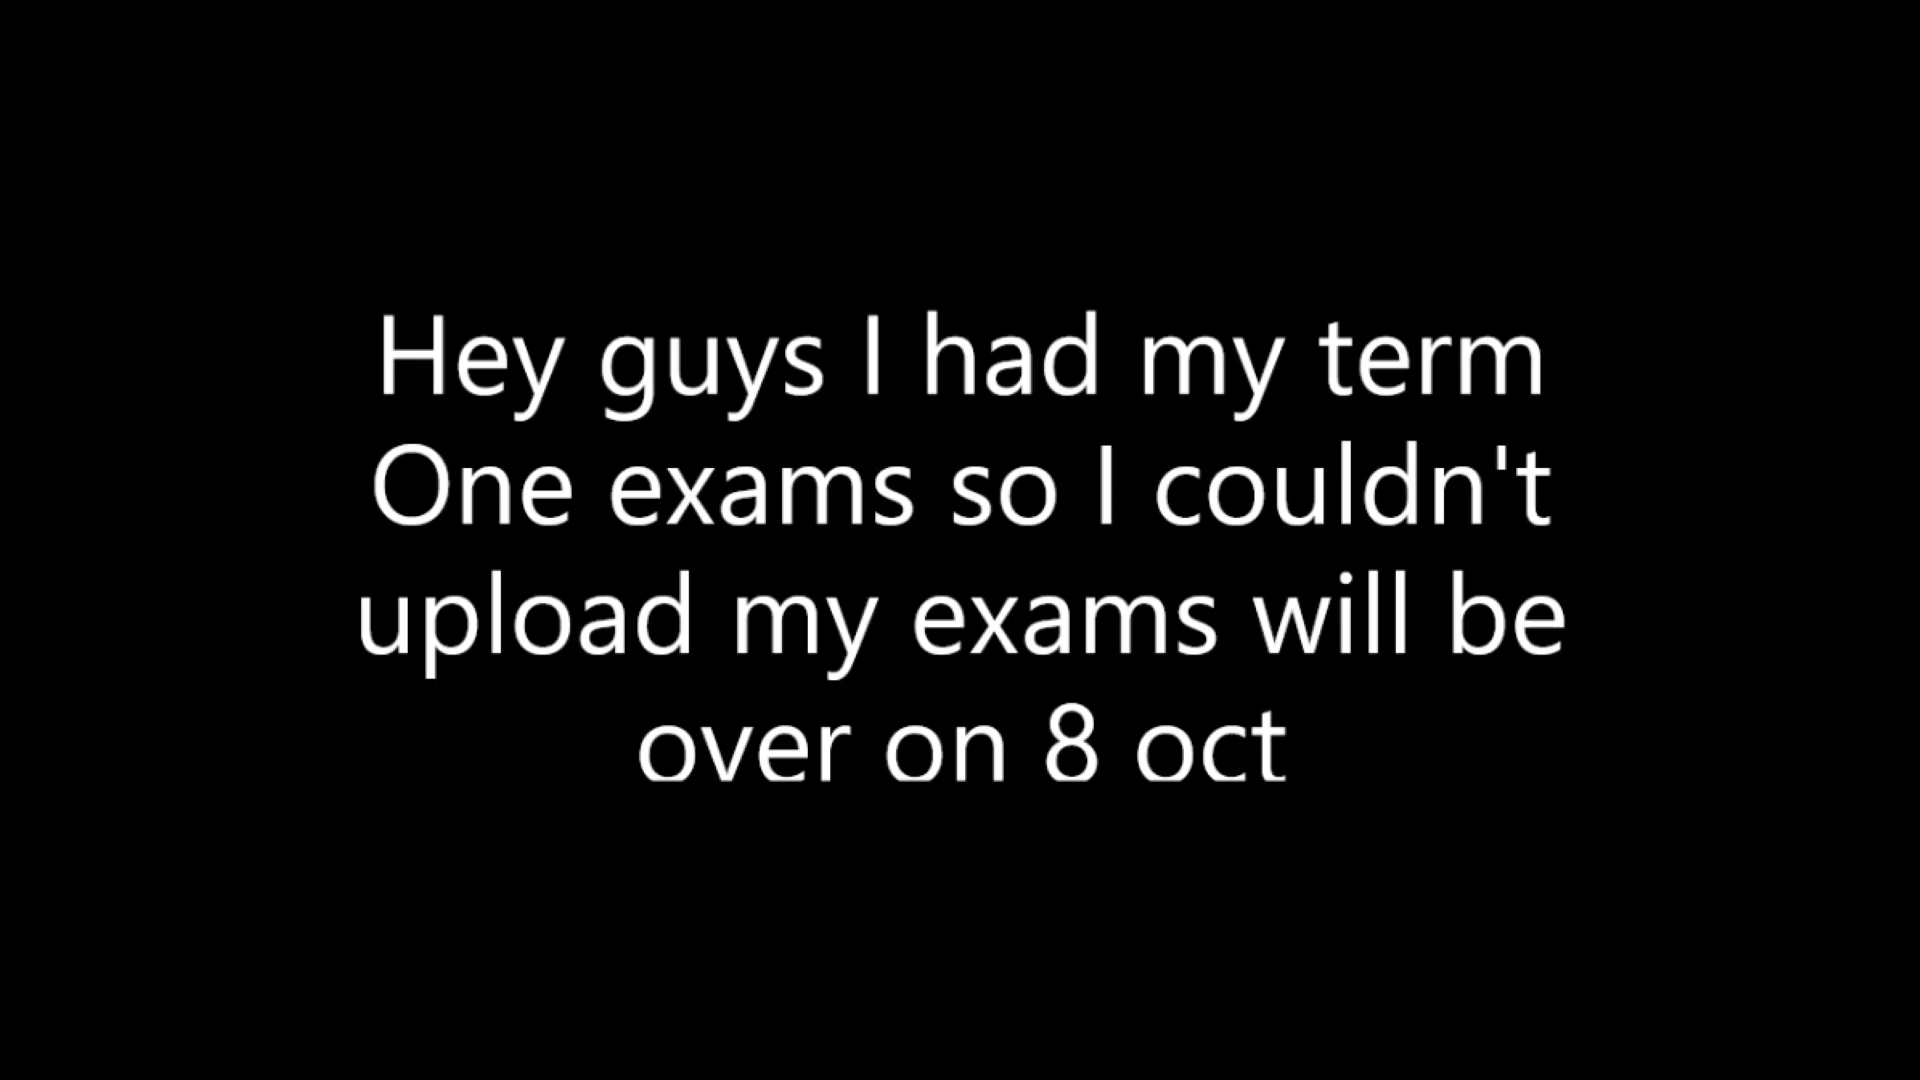 Hey guys I had my term
One exams so I couldn't
upload my exams will be
over on 8 oct